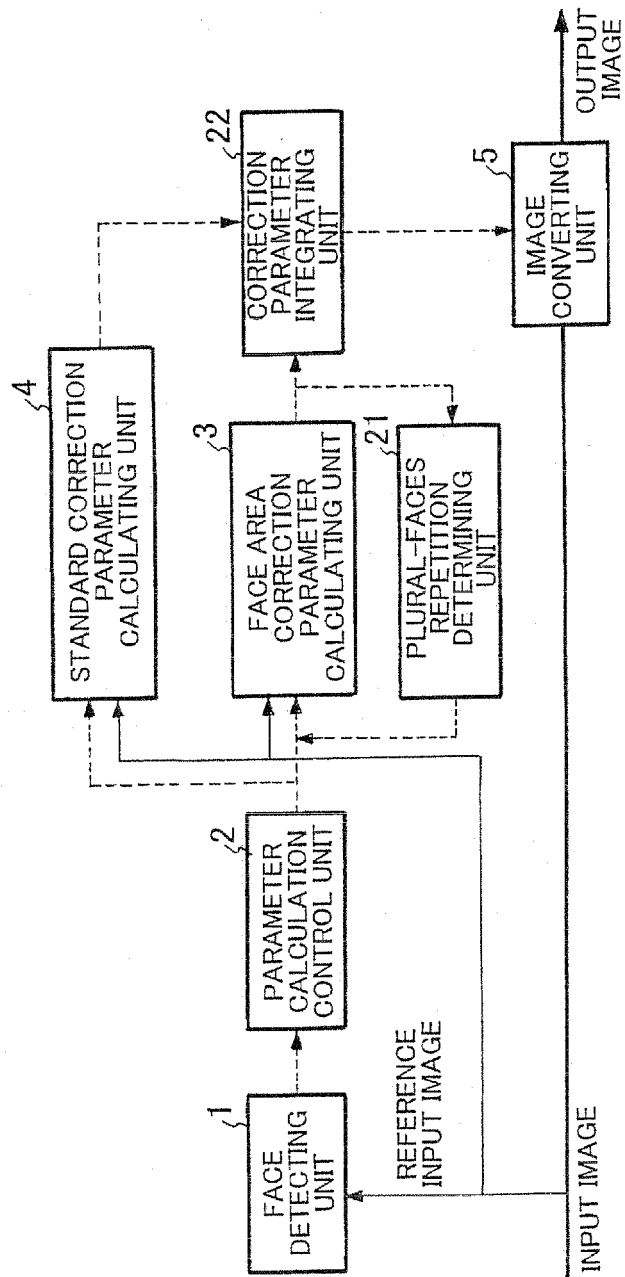 1
FACE
DETECTING
UNIT
2
PARAMETER
CALCULATION
CONTROL UNIT
4
STANDARD CORRECTION
PARAMETER
CALCULATING UNIT
3
FACE AREA
CORRECTION
PARAMETER
CALCULATING UNIT
21
PLURAL-FACES
REPETITION
DETERMINING
UNIT
22
CORRECTION
PARAMETER
INTEGRATING
UNIT
5
IMAGE
CONVERTING
UNIT
REFERENCE
INPUT IMAGE
INPUT IMAGE
OUTPUT
IMAGE